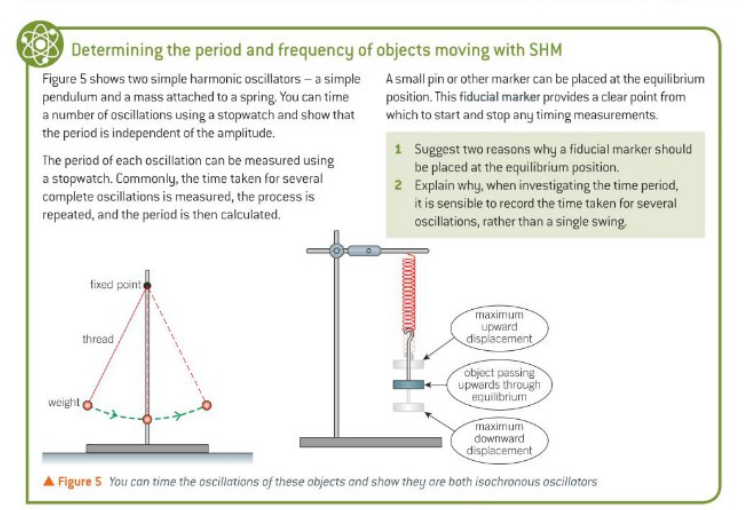 Determining the period and frequency of objects moving with SHM
Figure 5 shows two simple harmonic oscillators – a simple
pendulum and a mass attached to a spring. You can time
a number of oscillations using a stopwatch and show that
the period is independent of the amplitude.
The period of each oscillation can be measured using
a stopwatch. Commonly, the time taken for several
complete oscillations is measured, the process is
repeated, and the period is then calculated.
A small pin or other marker can be placed at the equilibrium
position. This fiducial marker provides a clear point from
which to start and stop any timing measurements.
1 Suggest two reasons why a fiducial marker should
be placed at the equilibrium position.
2 Explain why, when investigating the time period,
it is sensible to record the time taken for several
oscillations, rather than a single swing.
fixed point
thread
weight
maximum
upward
displacement
object passing
upwards through
equilibrium
maximum
downward
displacement
▲ Figure 5 You can time the oscillations of these objects and show they are both isochronous oscillators